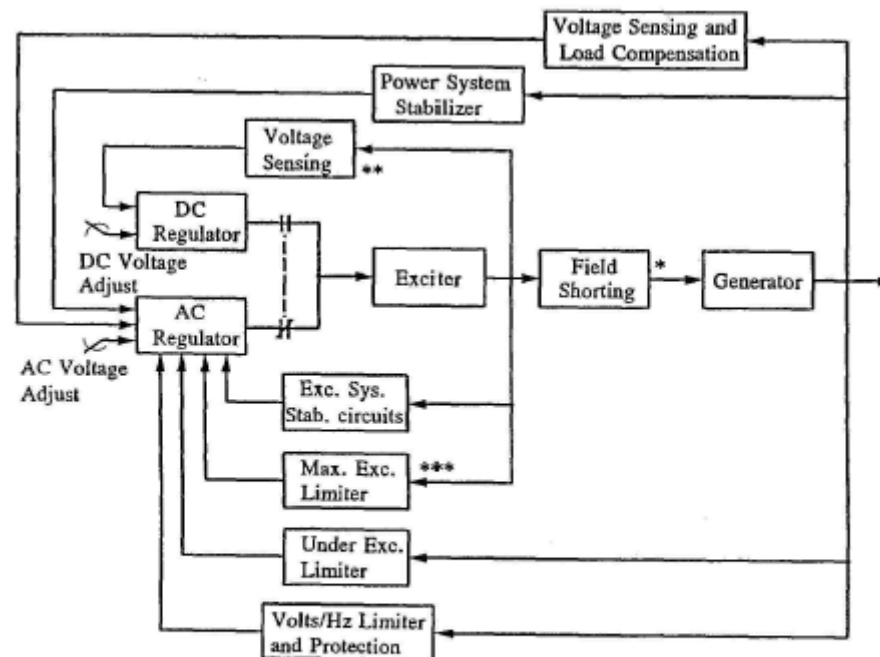 Voltage Sensing and
Load Compensation
Power System
Stabilizer
Voltage
Sensing
**
DC
Regulator
DC Voltage
Adjust
Exciter
Field
Shorting
*
Generator
AC
Regulator
AC Voltage
Adjust
Exc. Sys.
Stab. circuits
Max. Exc.
Limiter
***
Under Exc.
Limiter
Volts/Hz Limiter
and Protection